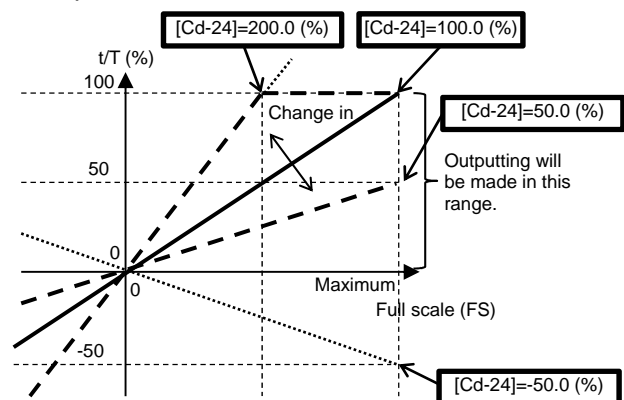 [Cd-24]=200.0 (%)
[Cd-24]=100.0 (%)
t/T (%)
100
Change in
[Cd-24]=50.0 (%)
50
Outputting will
be made in this
range.
0
0
Maximum
Full scale (FS)
-50
[Cd-24]=-50.0 (%)